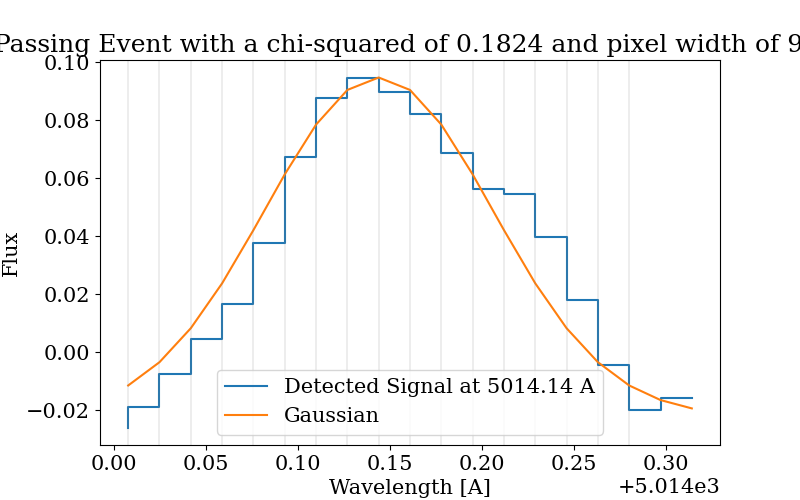 Passing Event with a chi-squared of 0.1824 and pixel width of 9
0.10
0.08
0.06
0.04
0.02
0.00
−0.02
Flux
Detected Signal at 5014.14 A
Gaussian
0.00 0.05 0.10 0.15 0.20 0.25 0.30
Wavelength [A]
+5.014e3